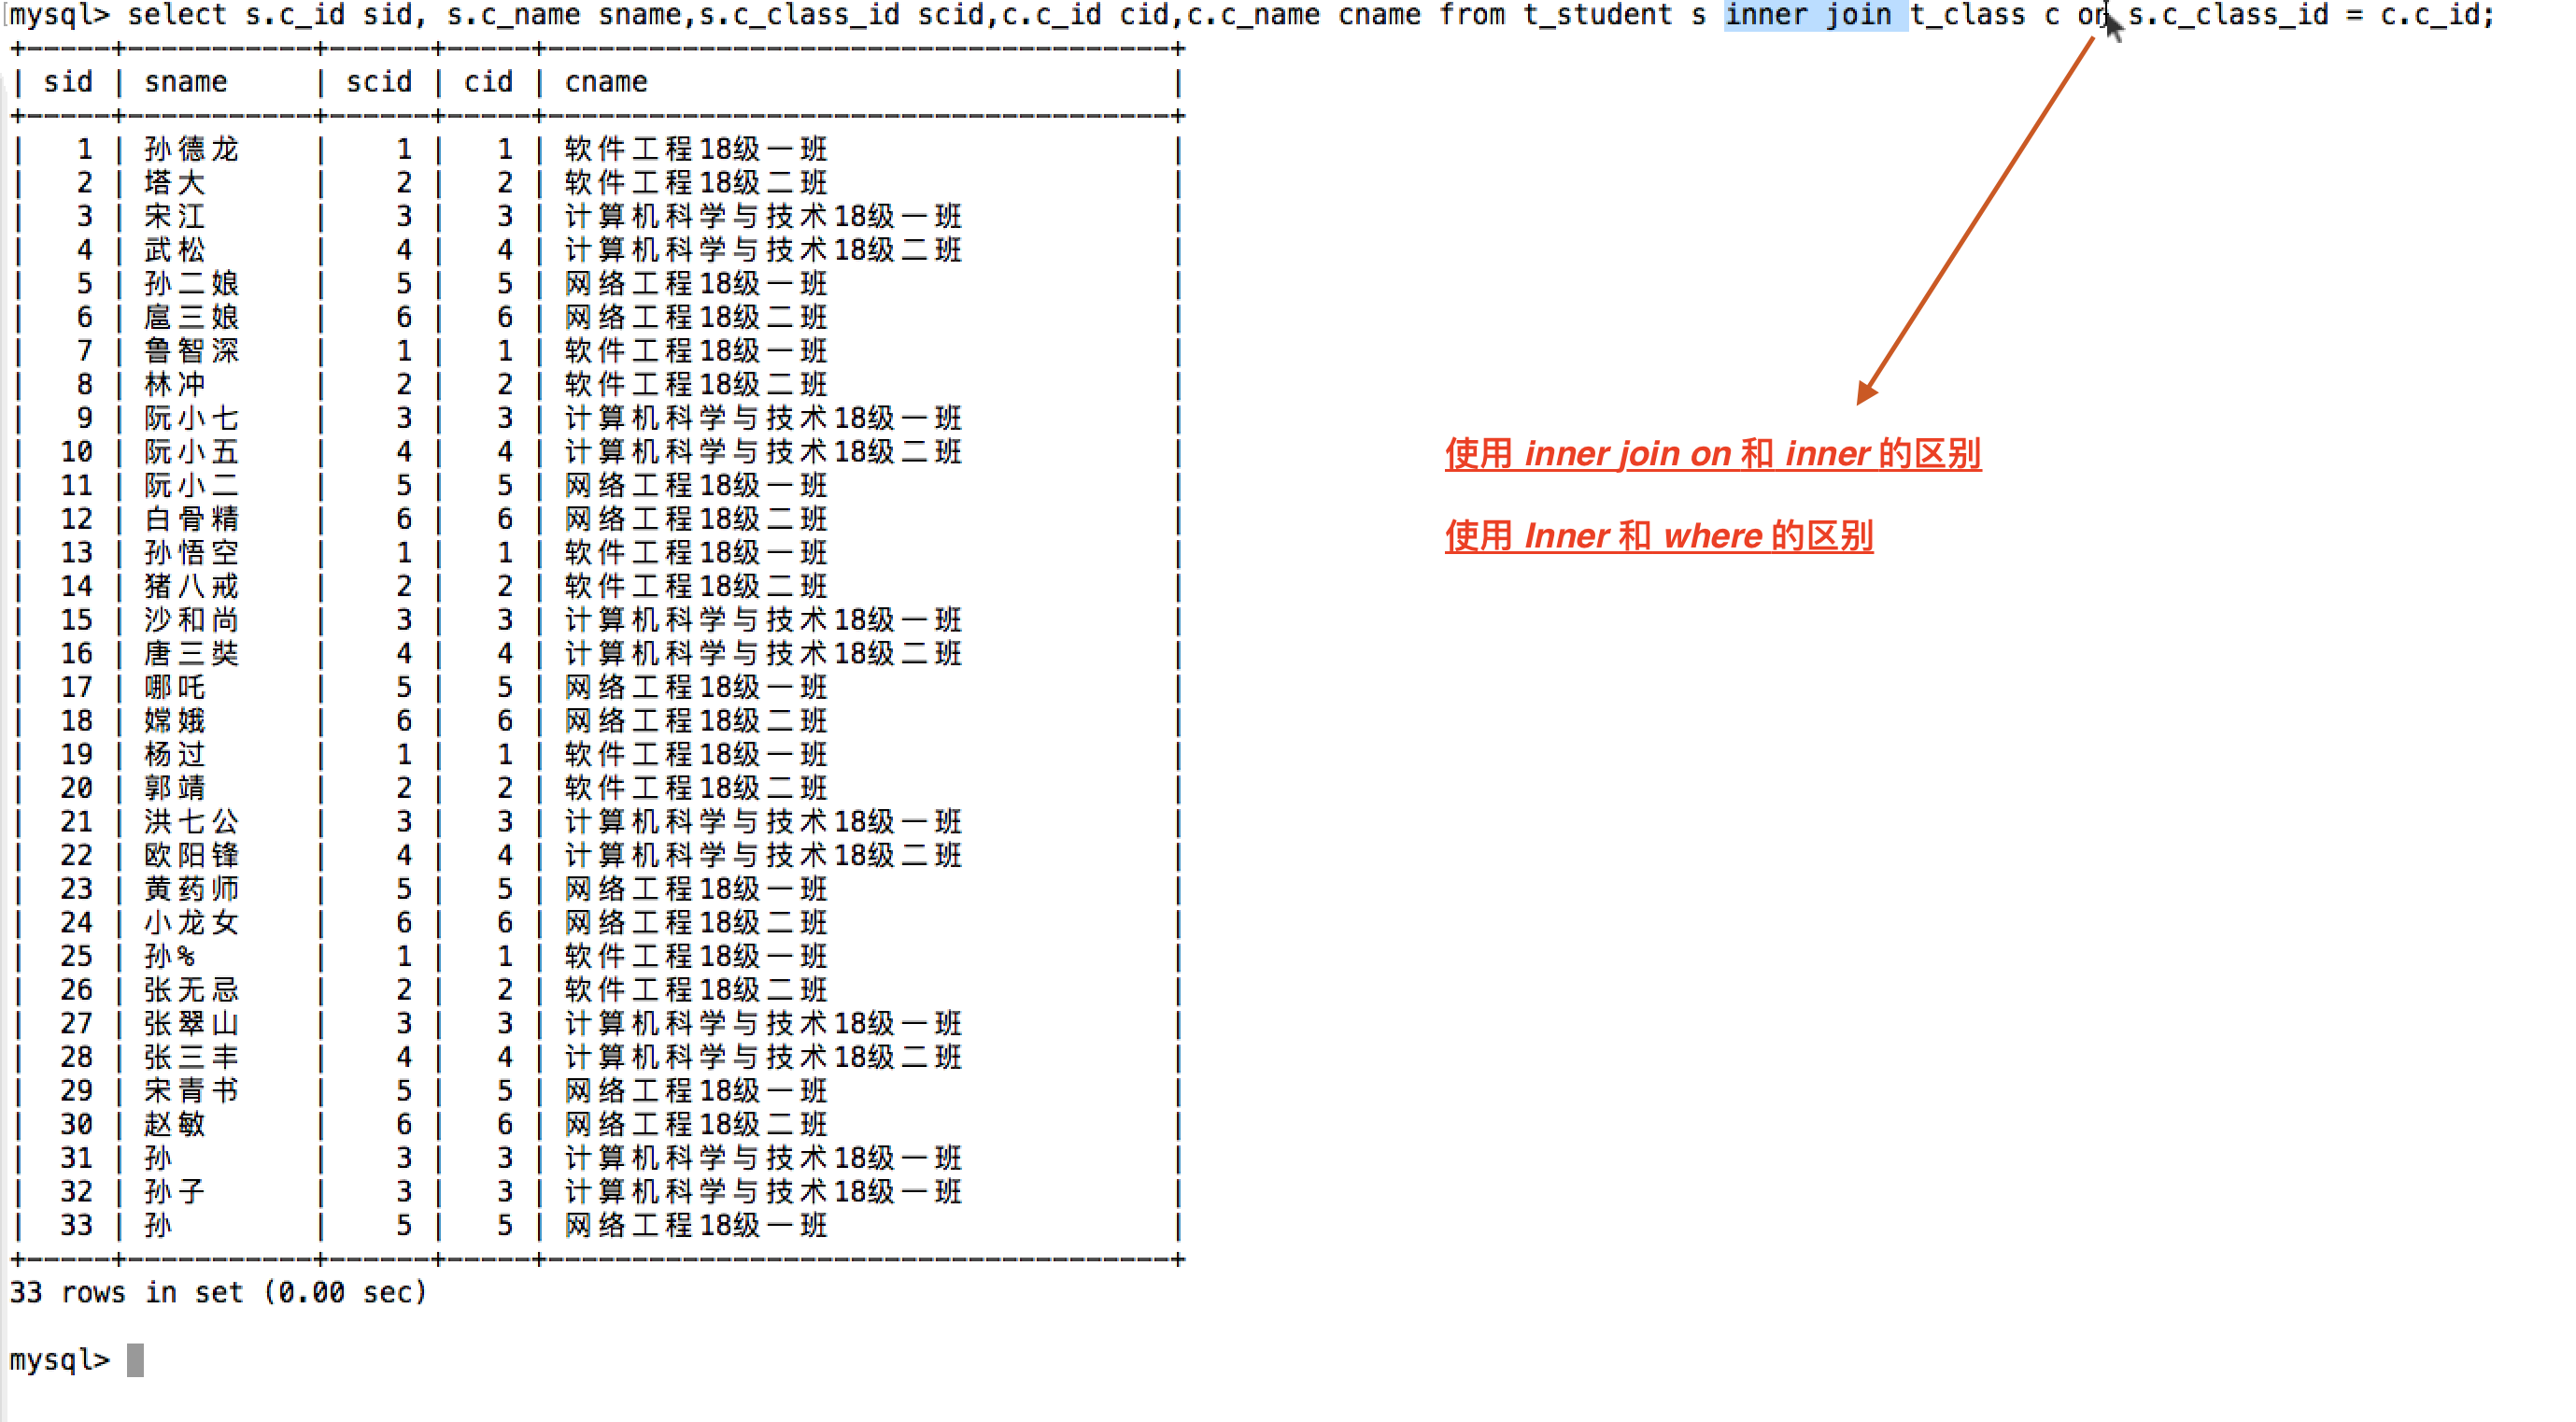 mysql> select s.c_id sid, s.c_name sname,s.c_class_id scid,c.c_id cid,c.c_name cname from t_student s inner join t_class c on s.c_class_id = c.c_id;
+-----+-----------+------+-----+-------------------------------------+
| sid | sname | scid | cid | cname |
+-----+-----------+------+-----+-------------------------------------+
| 1 | 孙德龙 | 1 | 1 | 软件工程18级一班 |
| 2 | 塔大 | 2 | 2 | 软件工程18级二班 |
| 3 | 宋江 | 3 | 3 | 计算机科学与技术18级一班 |
| 4 | 武松 | 4 | 4 | 计算机科学与技术18级二班 |
| 5 | 孙二娘 | 5 | 5 | 网络工程18级一班 |
| 6 | 扈三娘 | 6 | 6 | 网络工程18级二班 |
| 7 | 鲁智深 | 1 | 1 | 软件工程18级一班 |
| 8 | 林冲 | 2 | 2 | 软件工程18级二班 |
| 9 | 阮小七 | 3 | 3 | 计算机科学与技术18级一班 |
| 10 | 阮小五 | 4 | 4 | 计算机科学与技术18级二班 |
| 11 | 阮小二 | 5 | 5 | 网络工程18级一班 |
| 12 | 白骨精 | 6 | 6 | 网络工程18级二班 |
| 13 | 孙悟空 | 1 | 1 | 软件工程18级一班 |
| 14 | 猪八戒 | 2 | 2 | 软件工程18级二班 |
| 15 | 沙和尚 | 3 | 3 | 计算机科学与技术18级一班 |
| 16 | 唐三奘 | 4 | 4 | 计算机科学与技术18级二班 |
| 17 | 哪吒 | 5 | 5 | 网络工程18级一班 |
| 18 | 嫦娥 | 6 | 6 | 网络工程18级二班 |
| 19 | 杨过 | 1 | 1 | 软件工程18级一班 |
| 20 | 郭靖 | 2 | 2 | 软件工程18级二班 |
| 21 | 洪七公 | 3 | 3 | 计算机科学与技术18级一班 |
| 22 | 欧阳锋 | 4 | 4 | 计算机科学与技术18级二班 |
| 23 | 黄药师 | 5 | 5 | 网络工程18级一班 |
| 24 | 小龙女 | 6 | 6 | 网络工程18级二班 |
| 25 | 孙% | 1 | 1 | 软件工程18级一班 |
| 26 | 张无忌 | 2 | 2 | 软件工程18级二班 |
| 27 | 张翠山 | 3 | 3 | 计算机科学与技术18级一班 |
| 28 | 张三丰 | 4 | 4 | 计算机科学与技术18级二班 |
| 29 | 宋青书 | 5 | 5 | 网络工程18级一班 |
| 30 | 赵敏 | 6 | 6 | 网络工程18级二班 |
| 31 | 孙 | 3 | 3 | 计算机科学与技术18级一班 |
| 32 | 孙子 | 3 | 3 | 计算机科学与技术18级一班 |
| 33 | 孙 | 5 | 5 | 网络工程18级一班 |
+-----+-----------+------+-----+-------------------------------------+
33 rows in set (0.00 sec)
mysql>
使用 inner join on 和 inner 的区别
使用 Inner 和 where 的区别